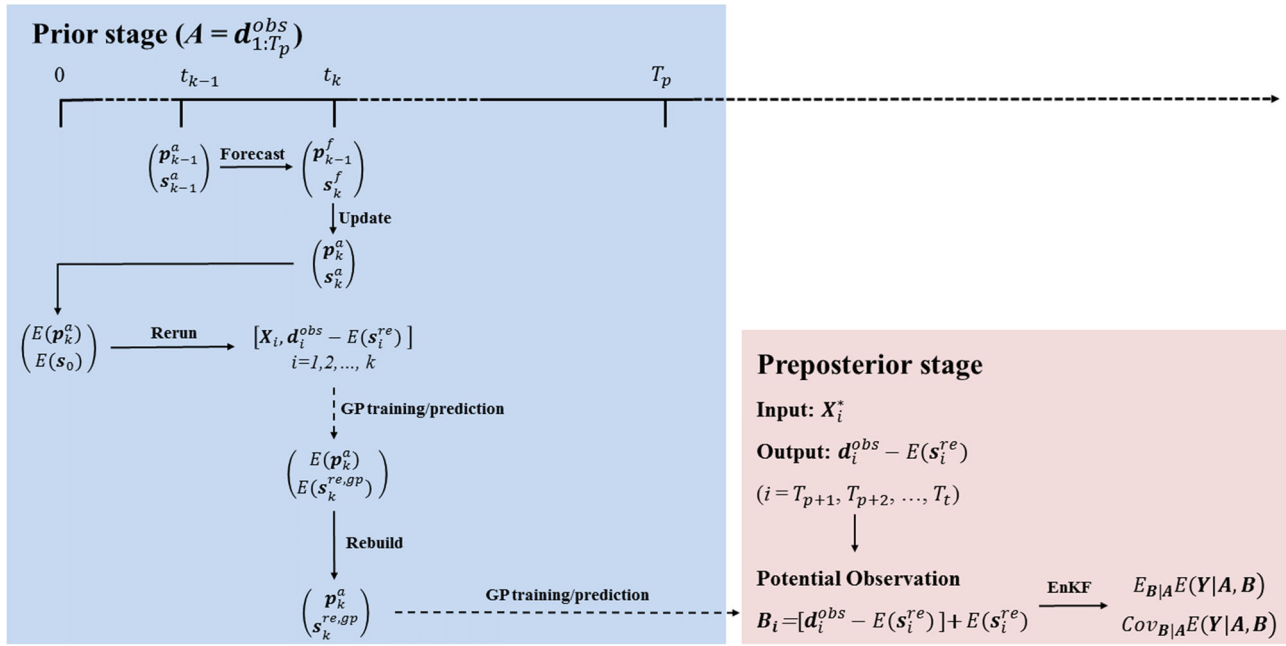 Prior stage (A = d^{obs}_{1:T_p})
0 t_{k−1} t_k T_p
(p^a_{k−1} s^a_{k−1}) Forecast (p^f_{k−1} s^f_k)
Update
(p^a_k s^a_k)
(E(p^a_k) E(s_0)) Rerun [X_i, d^{obs}_i − E(s^{re}_i)]
i=1,2,..., k
GP training/prediction
(E(p^a_k) E(s^{re,gp}_k))
Rebuild
(p^a_k s^{re,gp}_k)
GP training/prediction
Preposterior stage
Input: X^*_i
Output: d^{obs}_i − E(s^{re}_i)
(i = T_{p+1}, T_{p+2}, …, T_t)
Potential Observation
B_i=[d^{obs}_i − E(s^{re}_i)]+E(s^{re}_i)
EnKF
E_{B|A}E(Y|A, B)
Cov_{B|A}E(Y|A, B)